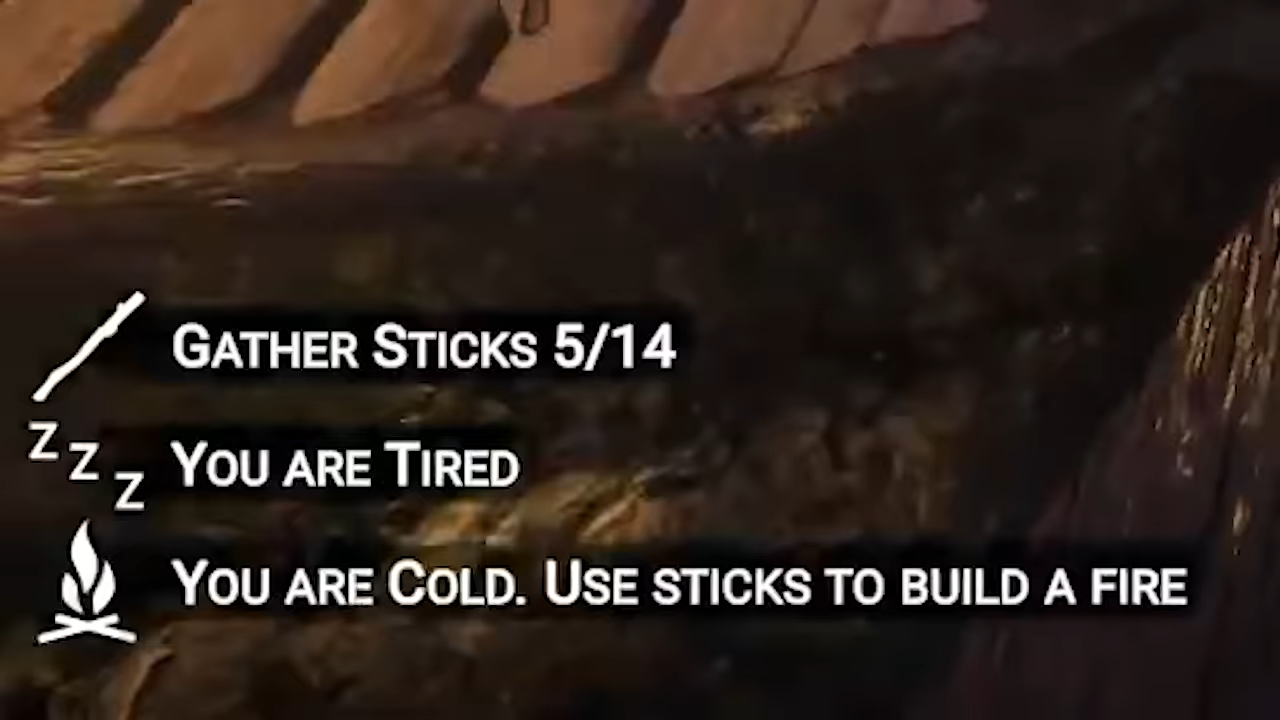 Gather Sticks 5/14
z z z
You are Tired
You are Cold. Use sticks to build a fire